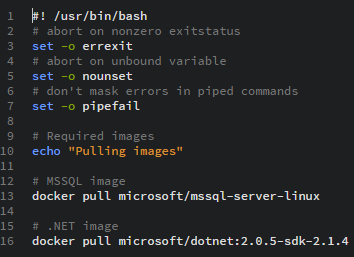 1 #! /usr/bin/bash
2 # abort on nonzero exitstatus
3 set -o errexit
4 # abort on unbound variable
5 set -o nounset
6 # don't mask errors in piped commands
7 set -o pipefail
8
9 # Required images
10 echo "Pulling images"
11
12 # MSSQL image
13 docker pull microsoft/mssql-server-linux
14
15 # .NET image
16 docker pull microsoft/dotnet:2.0.5-sdk-2.1.4